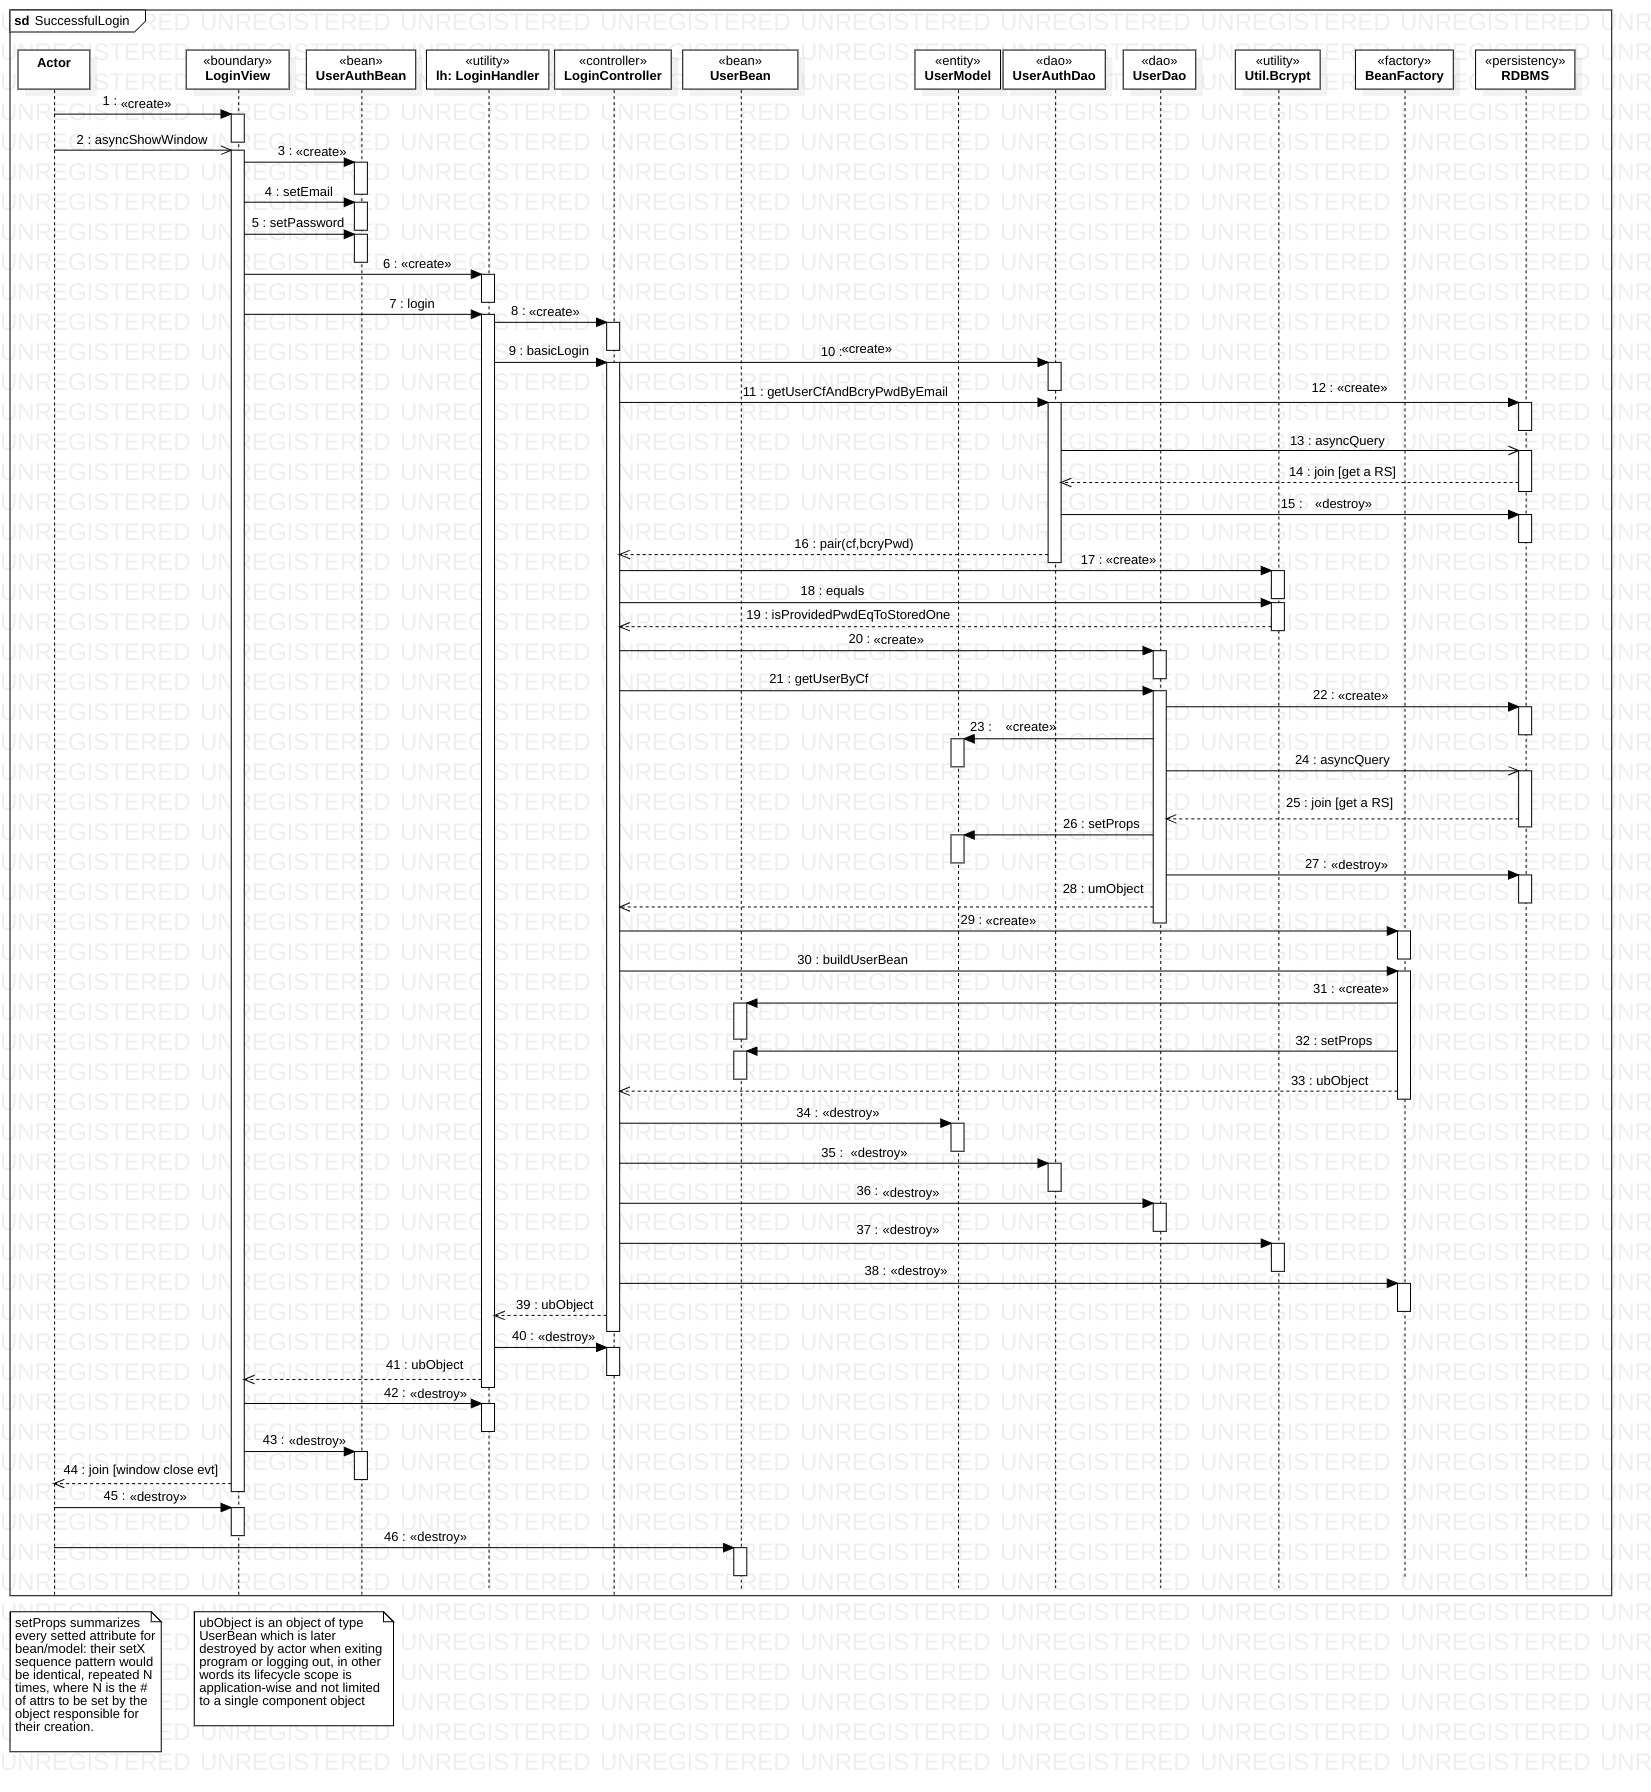 sd SuccessfulLogin
Actor
«boundary»
LoginView
«bean»
UserAuthBean
«utility»
lh: LoginHandler
«controller»
LoginController
«bean»
UserBean
«entity»
UserModel
«dao»
UserAuthDao
«dao»
UserDao
«utility»
Util.Bcrypt
«factory»
BeanFactory
«persistency»
RDBMS
1 : «create»
2 : asyncShowWindow
3 : «create»
4 : setEmail
5 : setPassword
6 : «create»
7 : login
8 : «create»
9 : basicLogin
10 : «create»
11 : getUserCfAndBcryPwdByEmail
12 : «create»
13 : asyncQuery
14 : join [get a RS]
15 : «destroy»
16 : pair(cf,bcryPwd)
17 : «create»
18 : equals
19 : isProvidedPwdEqToStoredOne
20 : «create»
21 : getUserByCf
22 : «create»
23 : «create»
24 : asyncQuery
25 : join [get a RS]
26 : setProps
27 : «destroy»
28 : umObject
29 : «create»
30 : buildUserBean
31 : «create»
32 : setProps
33 : ubObject
34 : «destroy»
35 : «destroy»
36 : «destroy»
37 : «destroy»
38 : «destroy»
39 : ubObject
40 : «destroy»
41 : ubObject
42 : «destroy»
43 : «destroy»
44 : join [window close evt]
45 : «destroy»
46 : «destroy»
setProps summarizes
every setted attribute for
bean/model: their setX
sequence pattern would
be identical, repeated N
times, where N is the #
of attrs to be set by the
object responsible for
their creation.
ubObject is an object of type
UserBean which is later
destroyed by actor when exiting
program or logging out, in other
words its lifecycle scope is
application-wise and not limited
to a single component object
UNREGISTERED